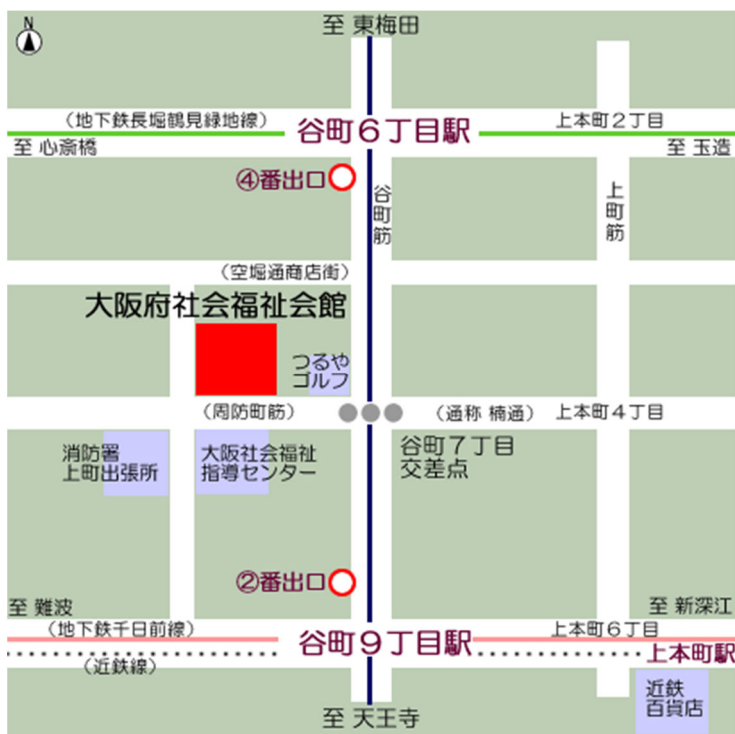 N
至 東梅田
（地下鉄長堀鶴見緑地線）
谷町６丁目駅
上本町２丁目
至 心斎橋
至 玉造
④番出口
谷町筋
上町筋
（空堀通商店街）
大阪府社会福祉会館
つるや
ゴルフ
（周防町筋）
（通称 楠通）
上本町４丁目
消防署
上町出張所
大阪社会福祉
指導センター
谷町７丁目
交差点
②番出口
至 難波
至 新深江
（地下鉄千日前線）
谷町９丁目駅
上本町６丁目
上本町駅
（近鉄線）
近鉄
百貨店
至 天王寺